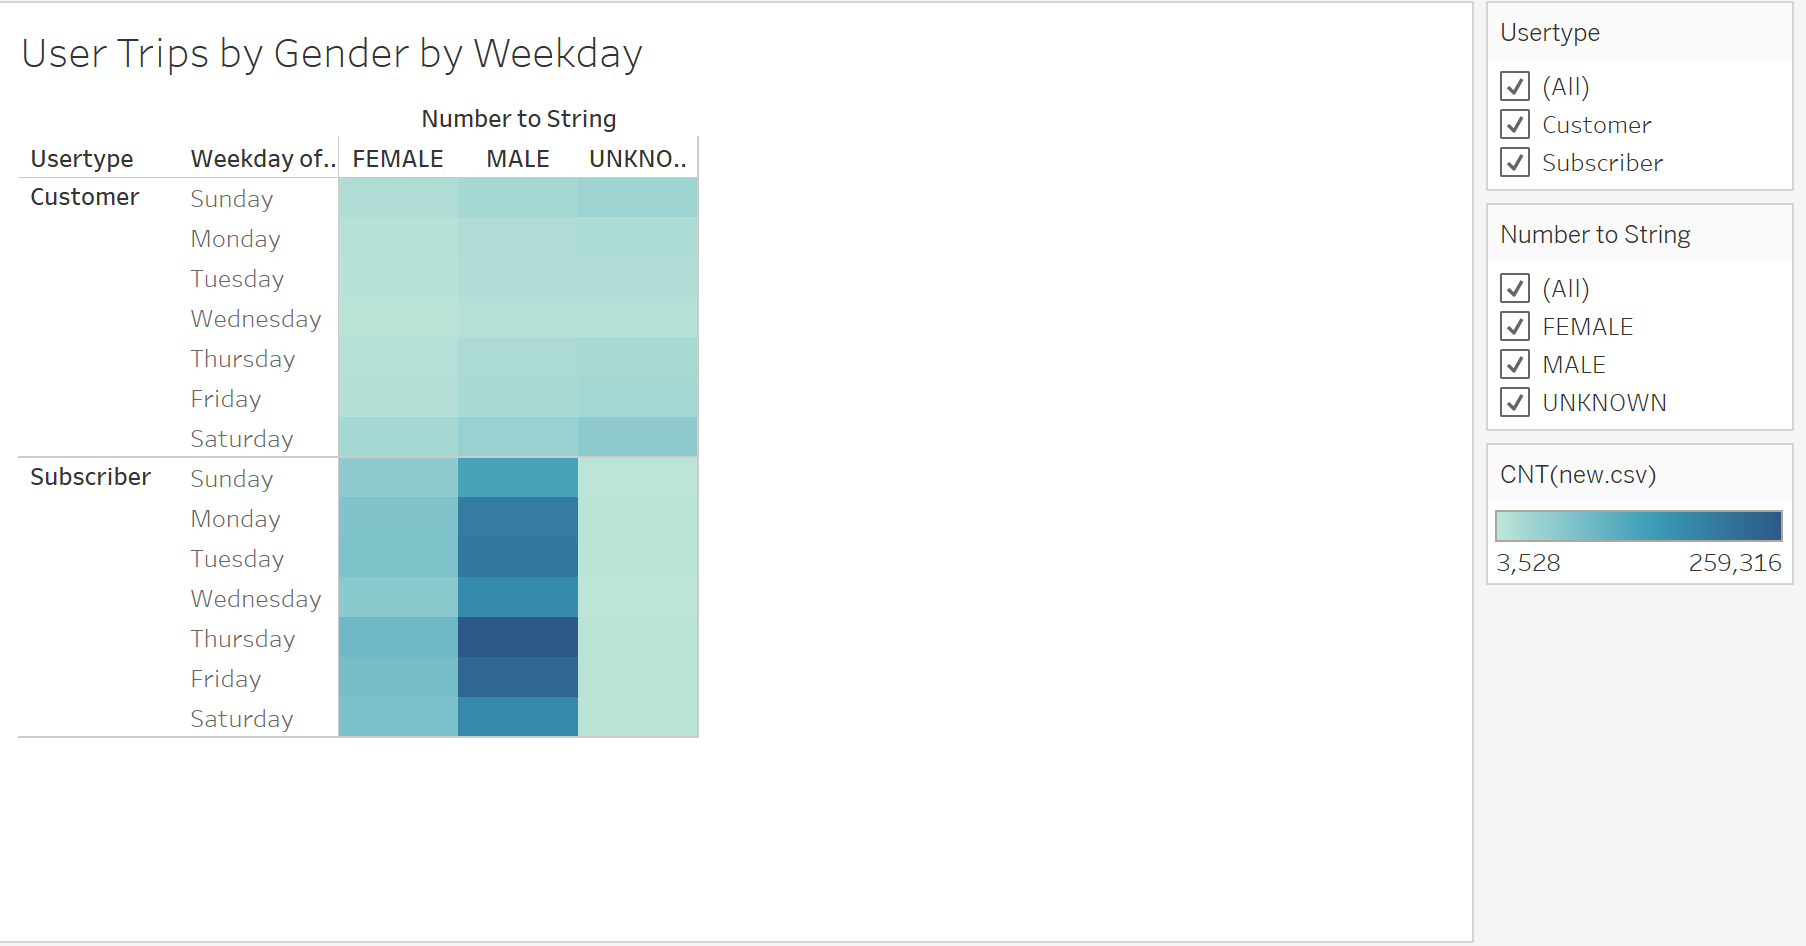 User Trips by Gender by Weekday
Number to String
Usertype Weekday of.. FEMALE MALE UNKNO..
Customer Sunday
Monday
Tuesday
Wednesday
Thursday
Friday
Saturday
Subscriber Sunday
Monday
Tuesday
Wednesday
Thursday
Friday
Saturday
Usertype
(All)
Customer
Subscriber
Number to String
(All)
FEMALE
MALE
UNKNOWN
CNT(new.csv)
3,528 259,316